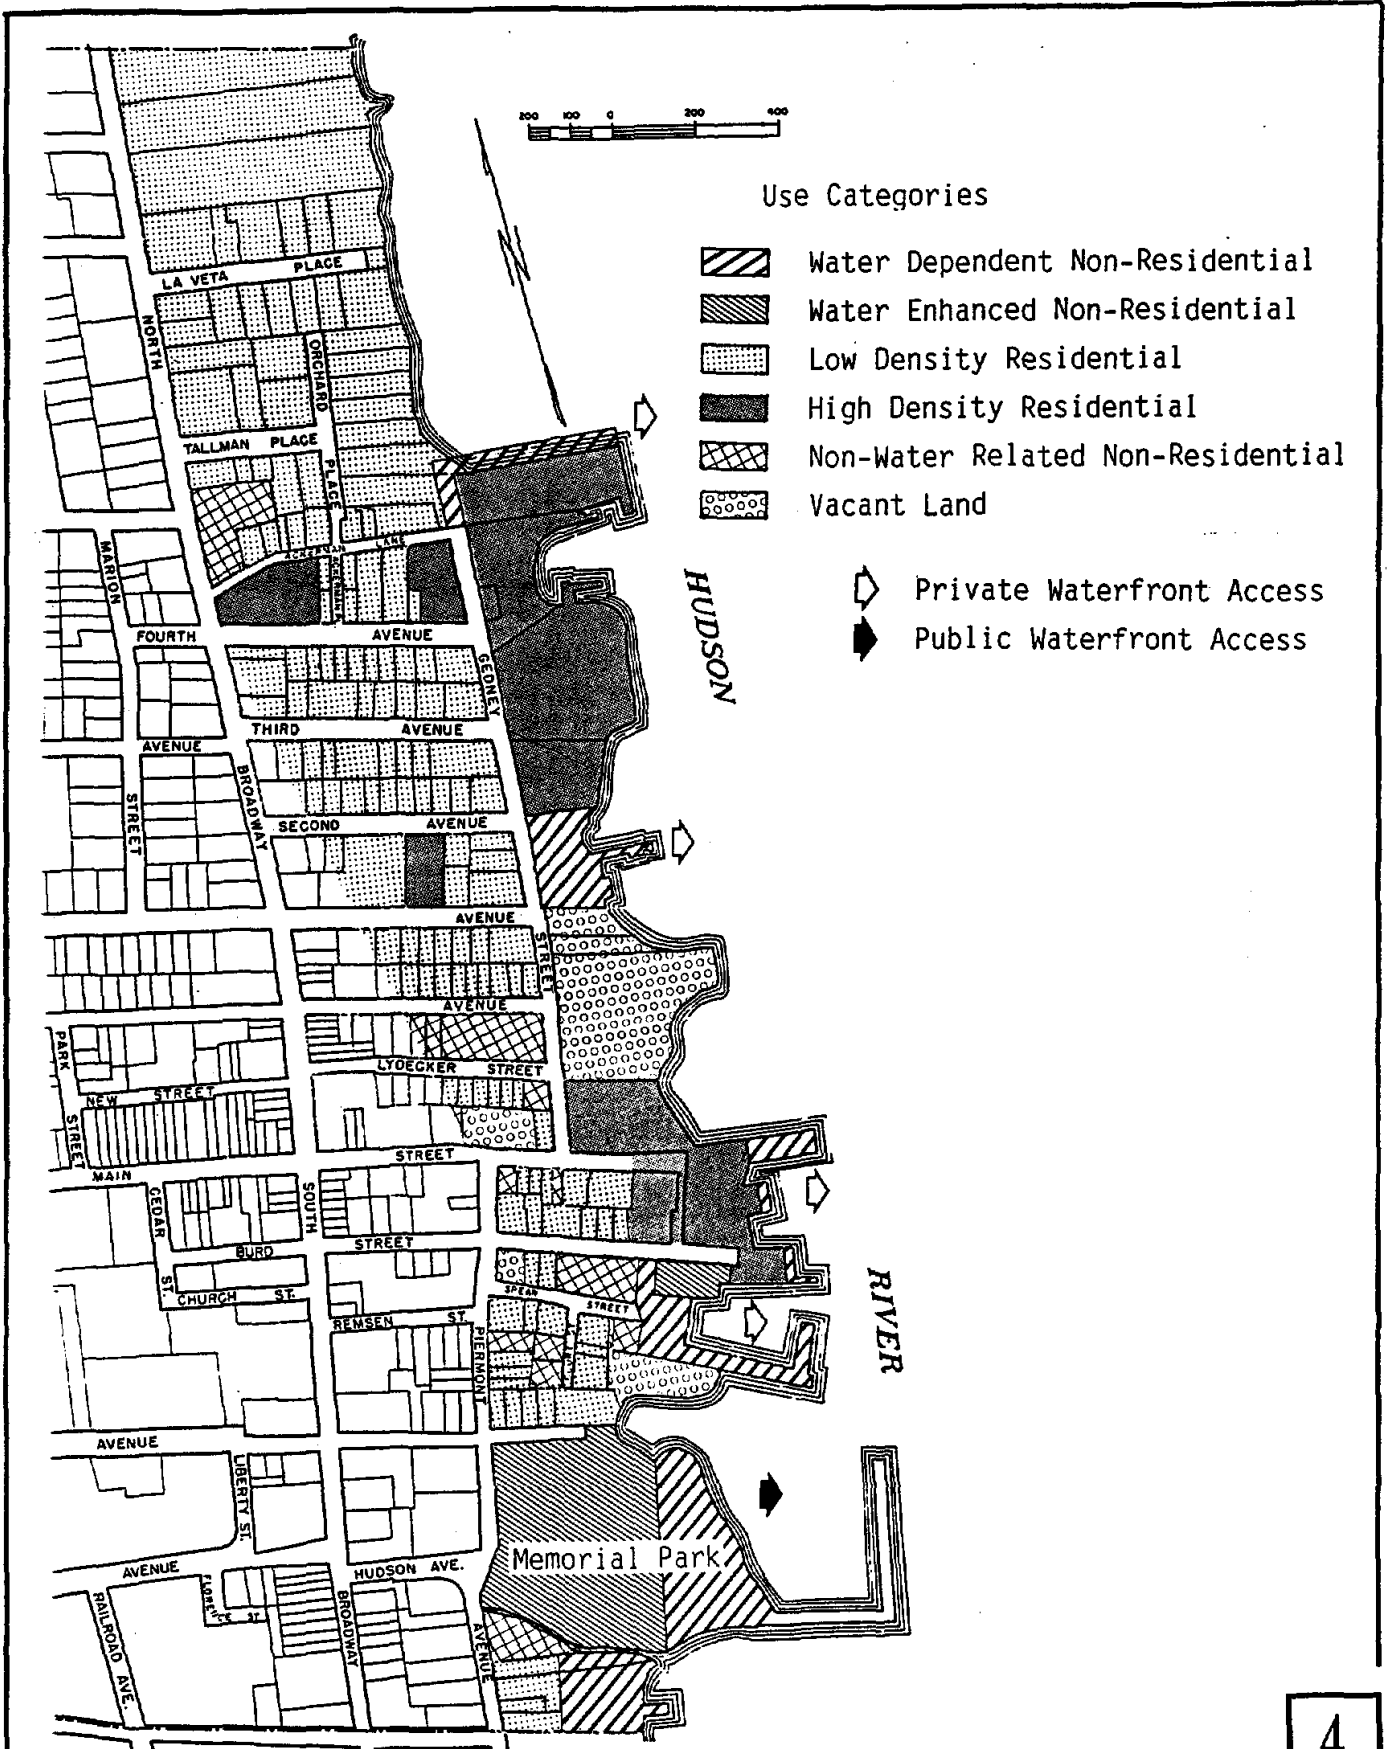 200 100 0 200 400
Use Categories
Water Dependent Non-Residential
Water Enhanced Non-Residential
Low Density Residential
High Density Residential
Non-Water Related Non-Residential
Vacant Land
Private Waterfront Access
Public Waterfront Access
LA VETA PLACE
NORTH
ORCHARD
PLACE
TALLMAN PLACE
ACKERMAN LANE
MARION
STREET
FOURTH AVENUE
GEDNEY
STREET
THIRD AVENUE
AVENUE
BROADWAY
SECOND AVENUE
AVENUE
AVENUE
PARK
STREET
LYDECKER STREET
NEW STREET
MAIN STREET
CEDAR
ST.
SOUTH
BURD STREET
CHURCH ST.
SPEAR STREET
REMSEN ST.
PIERMONT
AVENUE
AVENUE
LIBERTY ST.
Memorial Park
AVENUE
HUDSON AVE.
FLORENCE ST.
BROADWAY
RAILROAD AVE.
HUDSON
RIVER
4